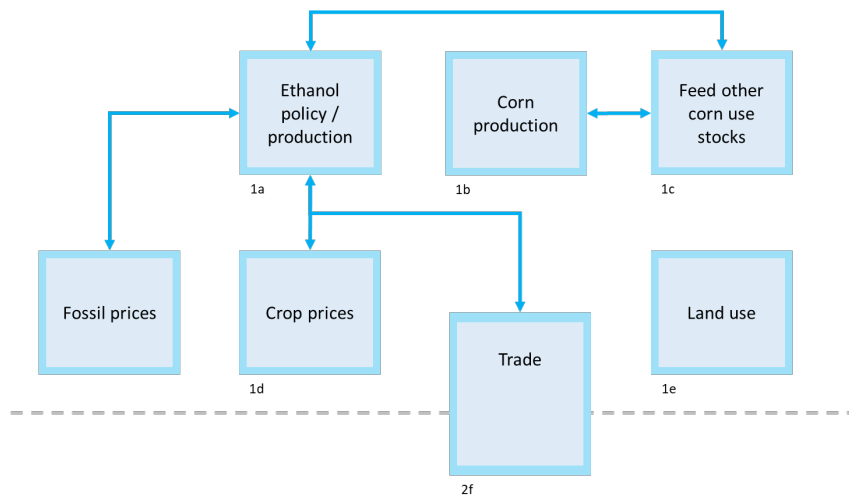 Ethanol
policy /
production
1a
Corn
production
1b
Feed other
corn use
stocks
1c
Fossil prices
Crop prices
1d
Trade
2f
Land use
1e